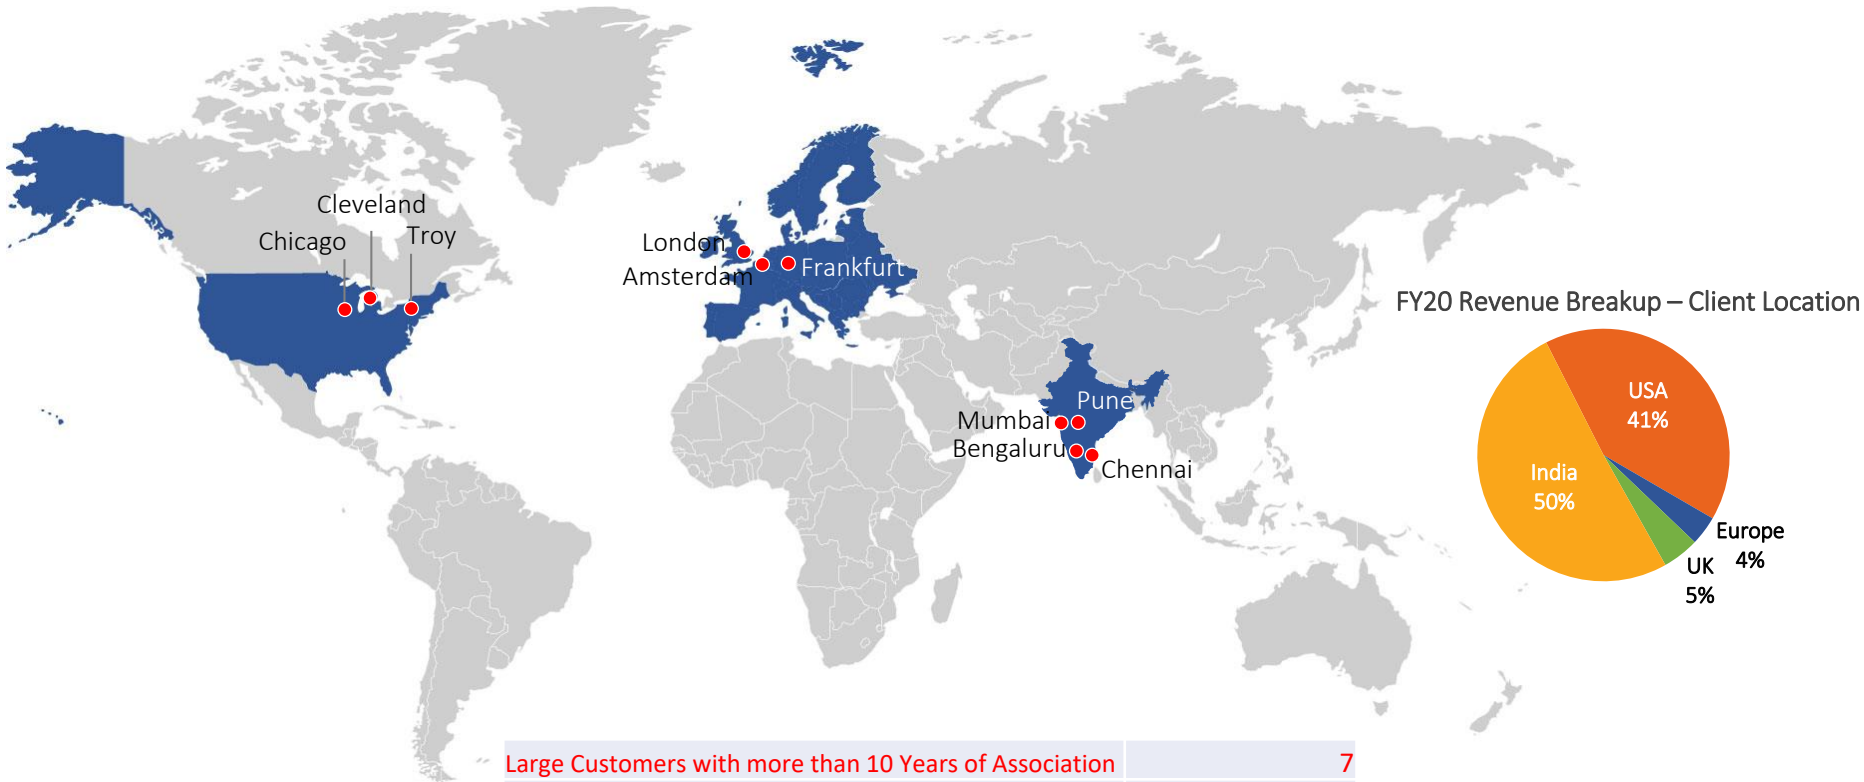 Cleveland
Chicago
Troy
London
Amsterdam
Frankfurt
FY20 Revenue Breakup – Client Location
USA
41%
India
50%
Europe
4%
UK
5%
Pune
Mumbai
Bengaluru
Chennai
Large Customers with more than 10 Years of Association 7